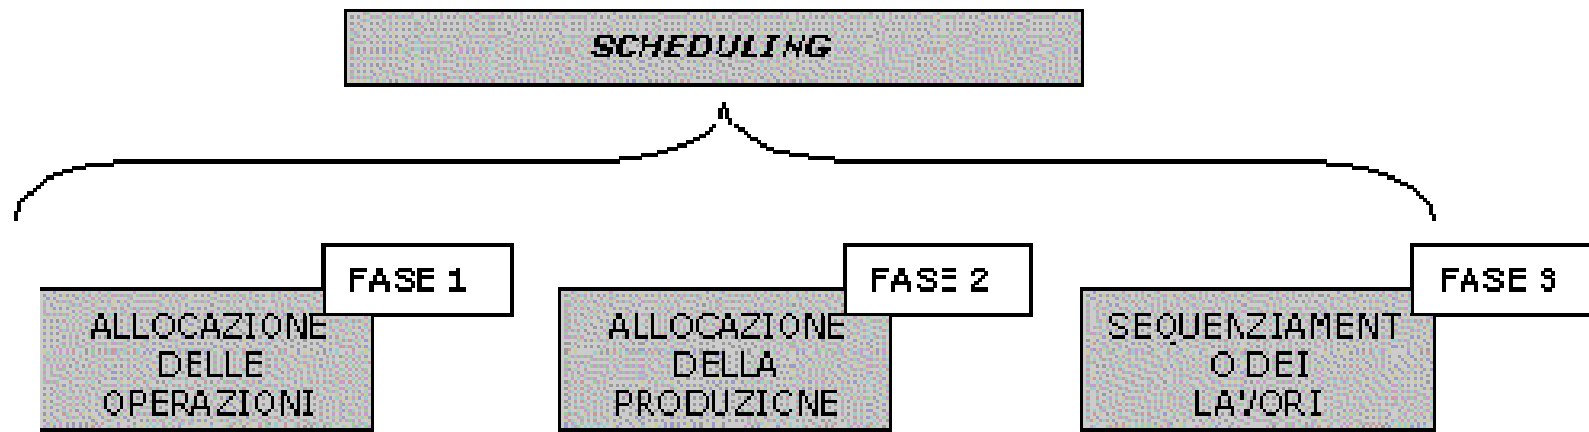 SCHEDULING
FASE 1
ALLOCAZIONE
DELLE
OPERAZIONI
FASE 2
ALLOCAZIONE
DELLA
PRODUZIONE
FASE 3
SEQUENZIAMENT
O DEI
LAVORI